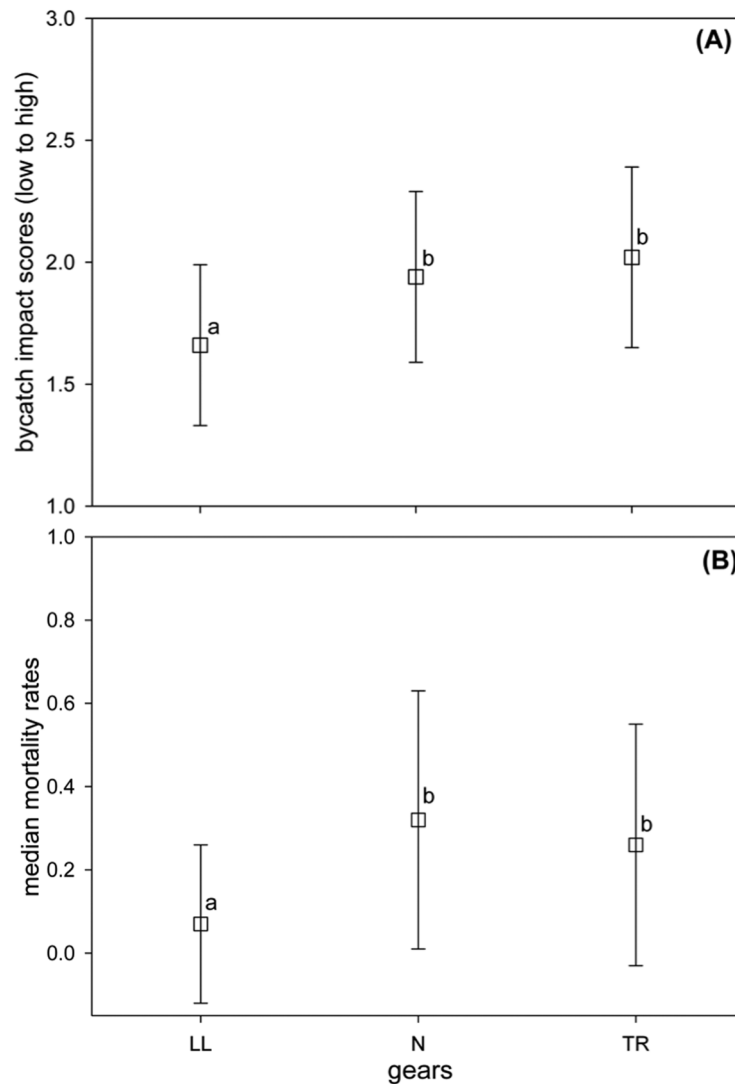 (A)
bycatch impact scores (low to high)
3.0
2.5
2.0
1.5
1.0
a
b
b
(B)
median mortality rates
1.0
0.8
0.6
0.4
0.2
0.0
a
b
b
LL N TR
gears